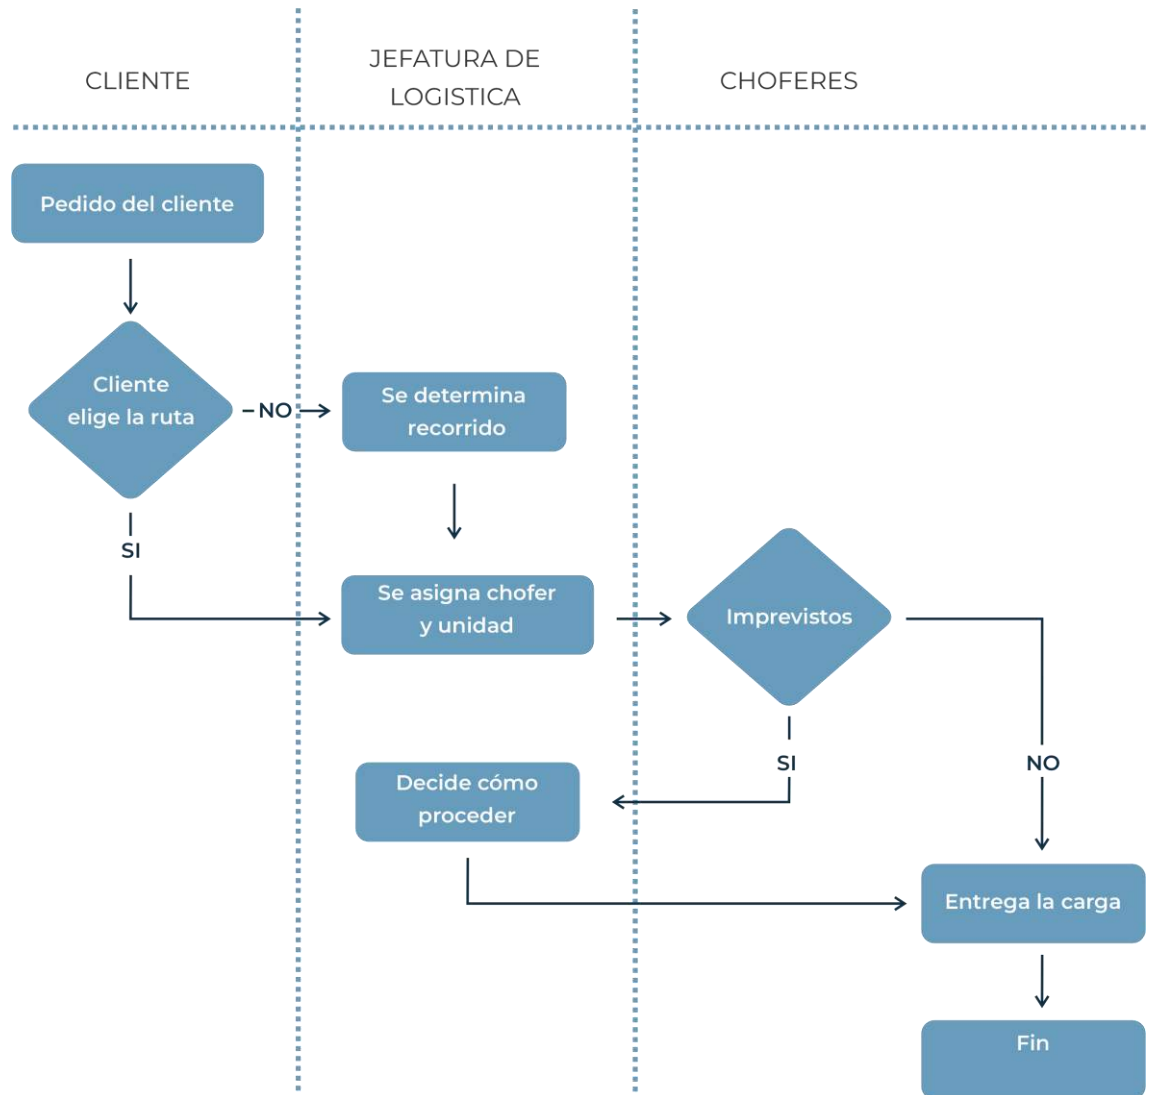 CLIENTE
JEFATURA DE
LOGISTICA
CHOFERES
Pedido del cliente
Cliente
elige la ruta
NO
Se determina
recorrido
SI
Se asigna chofer
y unidad
Imprevistos
SI
NO
Decide cómo
proceder
Entrega la carga
Fin